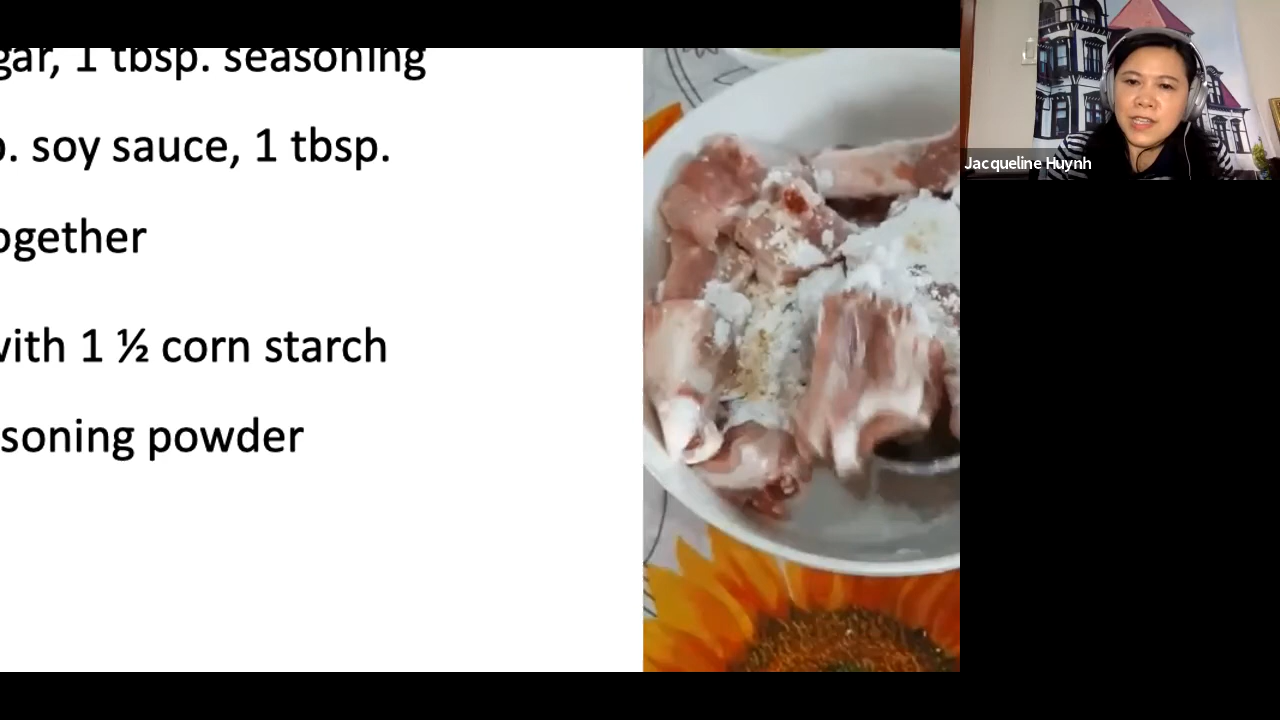 gar, 1 tbsp. seasoning
p. soy sauce, 1 tbsp.
ogether
with 1 ½ corn starch
soning powder
Jacqueline Huynh